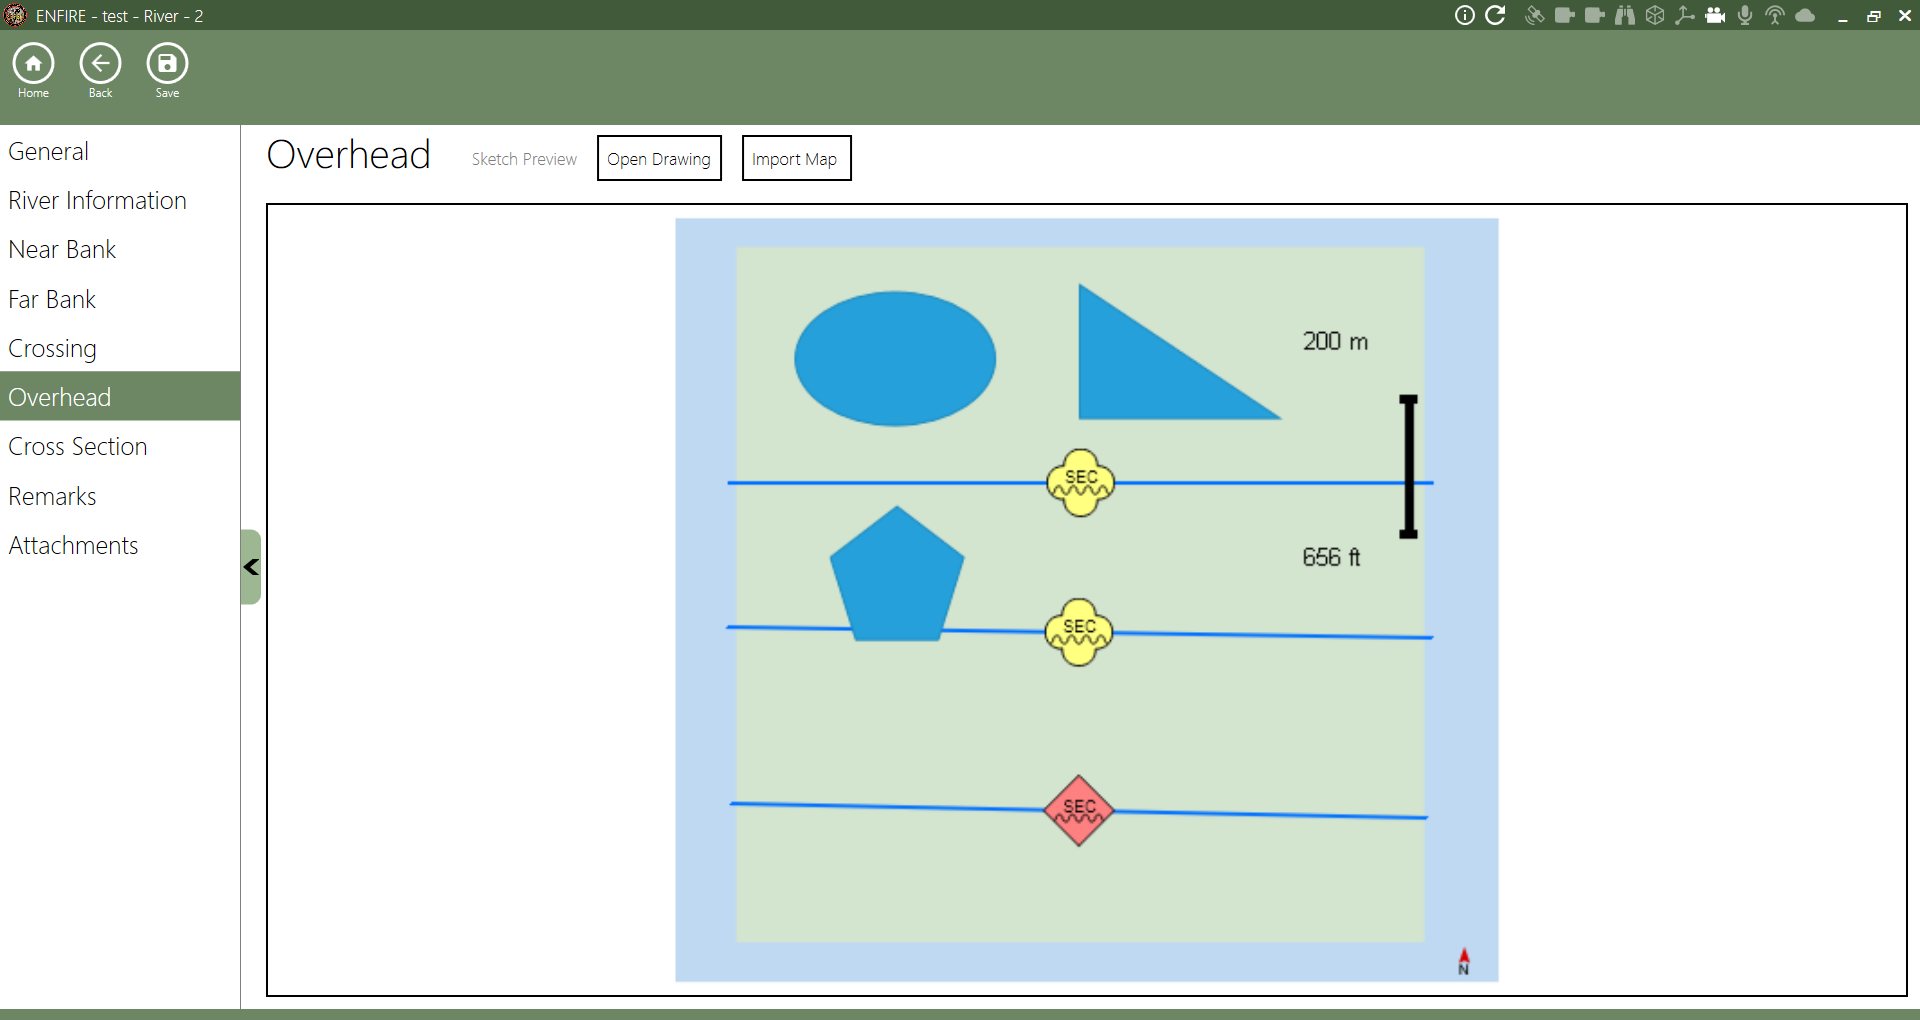 ENFIRE - test - River - 2
Home
Back
Save
General
River Information
Near Bank
Far Bank
Crossing
Overhead
Cross Section
Remarks
Attachments
Overhead
Sketch Preview
Open Drawing
Import Map
200 m
SEC
656 ft
SEC
SEC
N